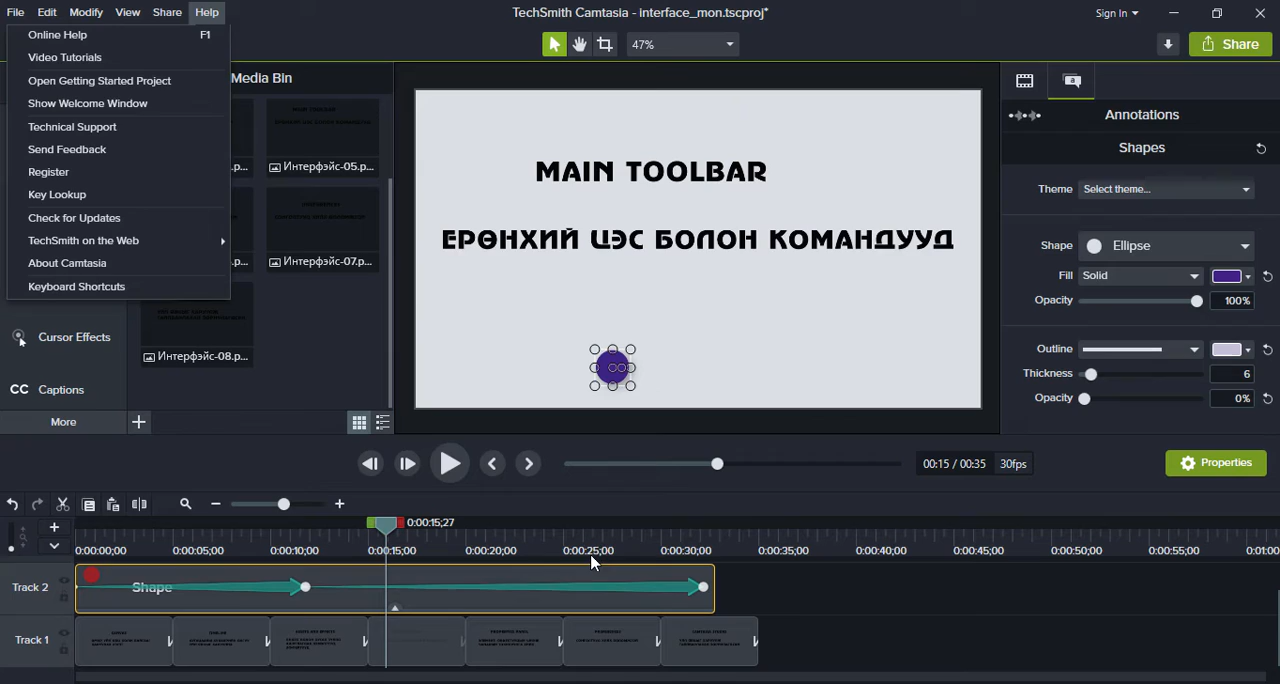 File Edit Modify View Share Help
TechSmith Camtasia - interface_mon.tscproj*
Sign In
47%
Share
Online Help F1
Video Tutorials
Open Getting Started Project
Show Welcome Window
Technical Support
Send Feedback
Register
Key Lookup
Check for Updates
TechSmith on the Web
About Camtasia
Keyboard Shortcuts
Cursor Effects
CC Captions
More
Media Bin
Интерфэйс-05.p...
Интерфэйс-07.p...
Интерфэйс-08.p...
MAIN TOOLBAR
ЕРӨНХИЙ ЦЭС БОЛОН КОМАНДУУД
Annotations
Shapes
Theme Select theme...
Shape Ellipse
Fill Solid
Opacity 100%
Outline
Thickness 6
Opacity 0%
00:15 / 00:35 30fps
Properties
0:00:15;27
0:00:00;00 0:00:05;00 0:00:10;00 0:00:15;00 0:00:20;00 0:00:25;00 0:00:30;00 0:00:35;00 0:00:40;00 0:00:45;00 0:00:50;00 0:00:55;00 0:01:00
Track 2 Shape
Track 1